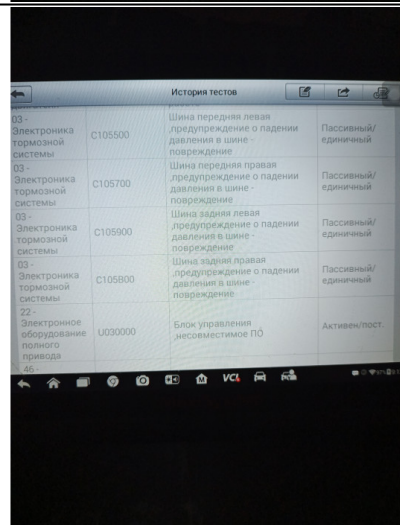 История тестов
03 -
Электроника
тормозной
системы
C105500
Шина передняя левая
,предупреждение о падении
давления в шине -
повреждение
Пассивный/
единичный
03 -
Электроника
тормозной
системы
C105700
Шина передняя правая
,предупреждение о падении
давления в шине -
повреждение
Пассивный/
единичный
03 -
Электроника
тормозной
системы
C105900
Шина задняя левая
,предупреждение о падении
давления в шине -
повреждение
Пассивный/
единичный
03 -
Электроника
тормозной
системы
C105B00
Шина задняя правая
,предупреждение о падении
давления в шине -
повреждение
Пассивный/
единичный
22 -
Электронное
оборудование
полного
привода
U030000
Блок управления
,несовместимое ПО
Активен/пост.
46 -
VCI